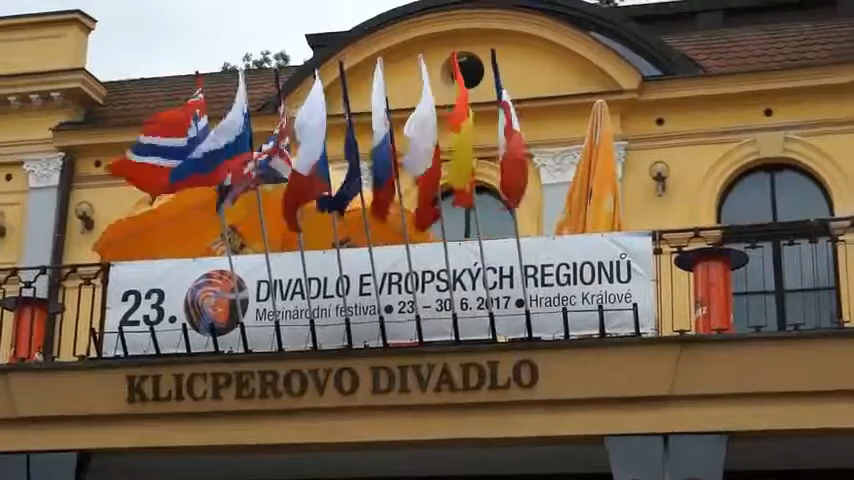 23. DIVADLO EVROPSKÝCH REGIONŮ
Mezinárodní festival • 23. - 30 6. 2017 • Hradec Králové
KLICPEROVO DIVADLO